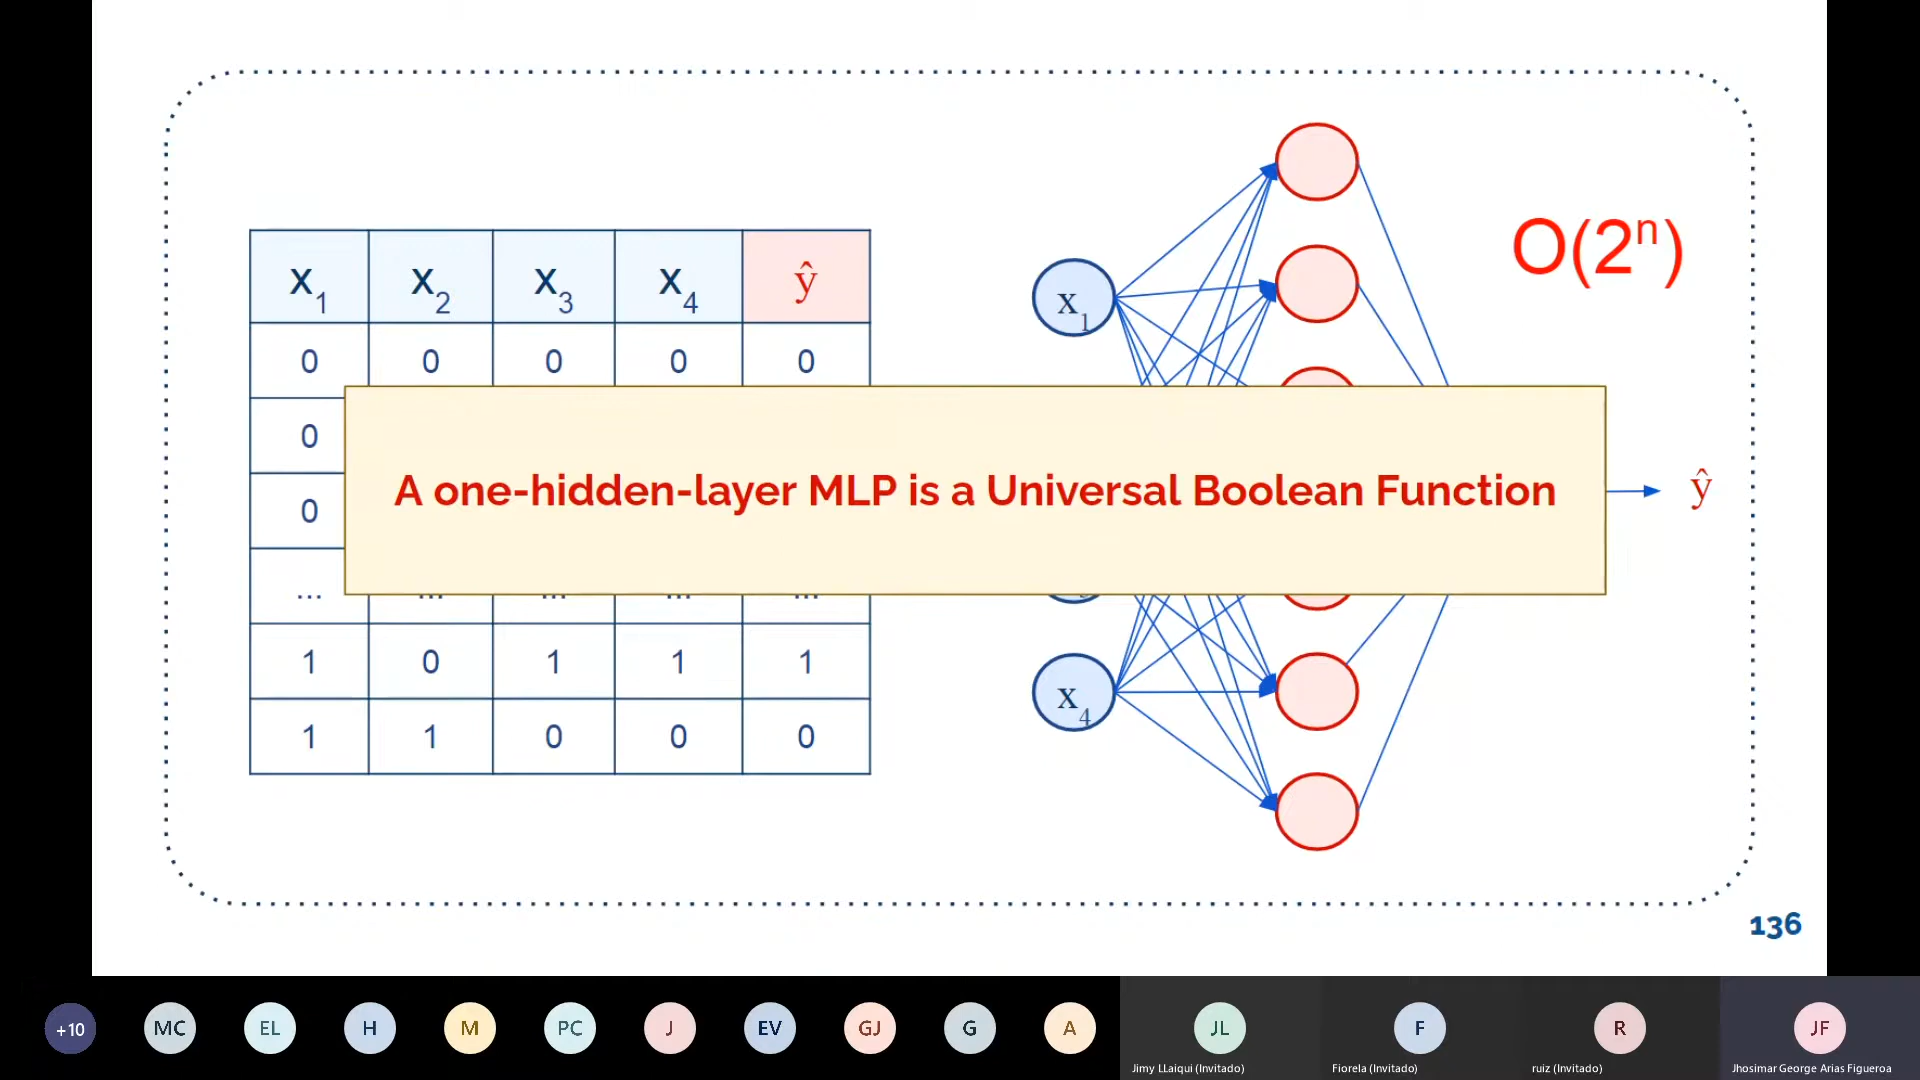 x1 x2 x3 x4 ŷ
0 0 0 0 0
0
0
... ... ... ... ...
1 0 1 1 1
1 1 0 0 0
x1
x4
O(2ⁿ)
A one-hidden-layer MLP is a Universal Boolean Function
ŷ
136
+10 MC EL H M PC J EV GJ G A JL F R JF
Jimy LLaiqui (Invitado) Fiorela (Invitado) ruiz (Invitado) Jhosimar George Arias Figueroa